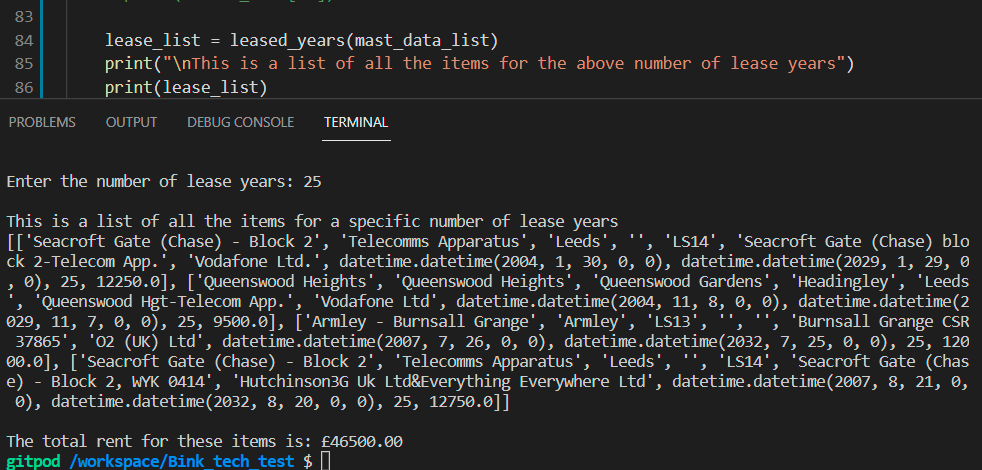 83
84 lease_list = leased_years(mast_data_list)
85 print("\nThis is a list of all the items for the above number of lease years")
86 print(lease_list)
PROBLEMS OUTPUT DEBUG CONSOLE TERMINAL
Enter the number of lease years: 25
This is a list of all the items for a specific number of lease years
[['Seacroft Gate (Chase) - Block 2', 'Telecomms Apparatus', 'Leeds', '', 'LS14', 'Seacroft Gate (Chase) blo
ck 2-Telecom App.', 'Vodafone Ltd.', datetime.datetime(2004, 1, 30, 0, 0), datetime.datetime(2029, 1, 29, 0
, 0), 25, 12250.0], ['Queenswood Heights', 'Queenswood Heights', 'Queenswood Gardens', 'Headingley', 'Leeds
', 'Queenswood Hgt-Telecom App.', 'Vodafone Ltd', datetime.datetime(2004, 11, 8, 0, 0), datetime.datetime(2
029, 11, 7, 0, 0), 25, 9500.0], ['Armley - Burnsall Grange', 'Armley', 'LS13', '', '', 'Burnsall Grange CSR
 37865', 'O2 (UK) Ltd', datetime.datetime(2007, 7, 26, 0, 0), datetime.datetime(2032, 7, 25, 0, 0), 25, 120
00.0], ['Seacroft Gate (Chase) - Block 2', 'Telecomms Apparatus', 'Leeds', '', 'LS14', 'Seacroft Gate (Chas
e) - Block 2, WYK 0414', 'Hutchinson3G Uk Ltd&Everything Everywhere Ltd', datetime.datetime(2007, 8, 21, 0,
 0), datetime.datetime(2032, 8, 20, 0, 0), 25, 12750.0]]
The total rent for these items is: £46500.00
gitpod /workspace/Bink_tech_test $